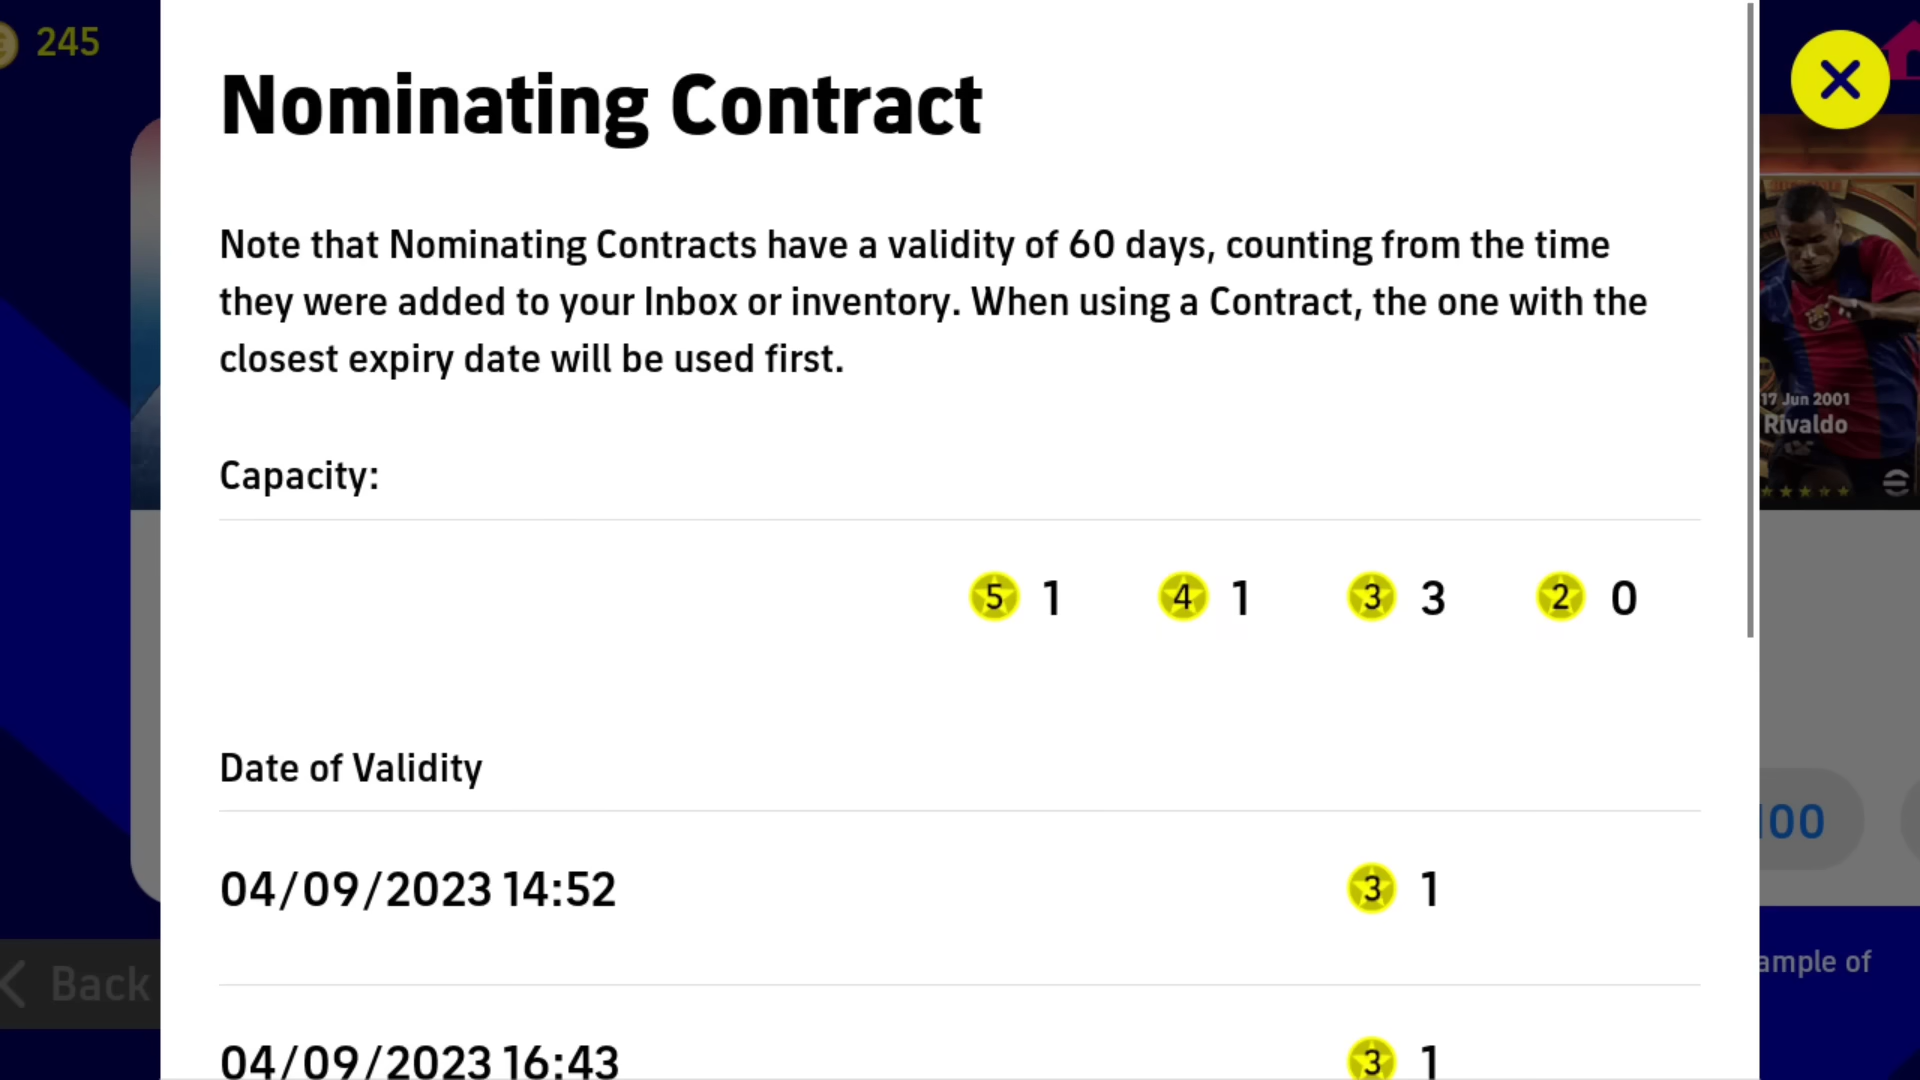 245
Nominating Contract
Note that Nominating Contracts have a validity of 60 days, counting from the time
they were added to your Inbox or inventory. When using a Contract, the one with the
closest expiry date will be used first.
Capacity:
5 1 4 1 3 3 2 0
Date of Validity
04/09/2023 14:52 3 1
04/09/2023 16:43 3 1
17 Jun 2001
Rivaldo
100
ample of
Back